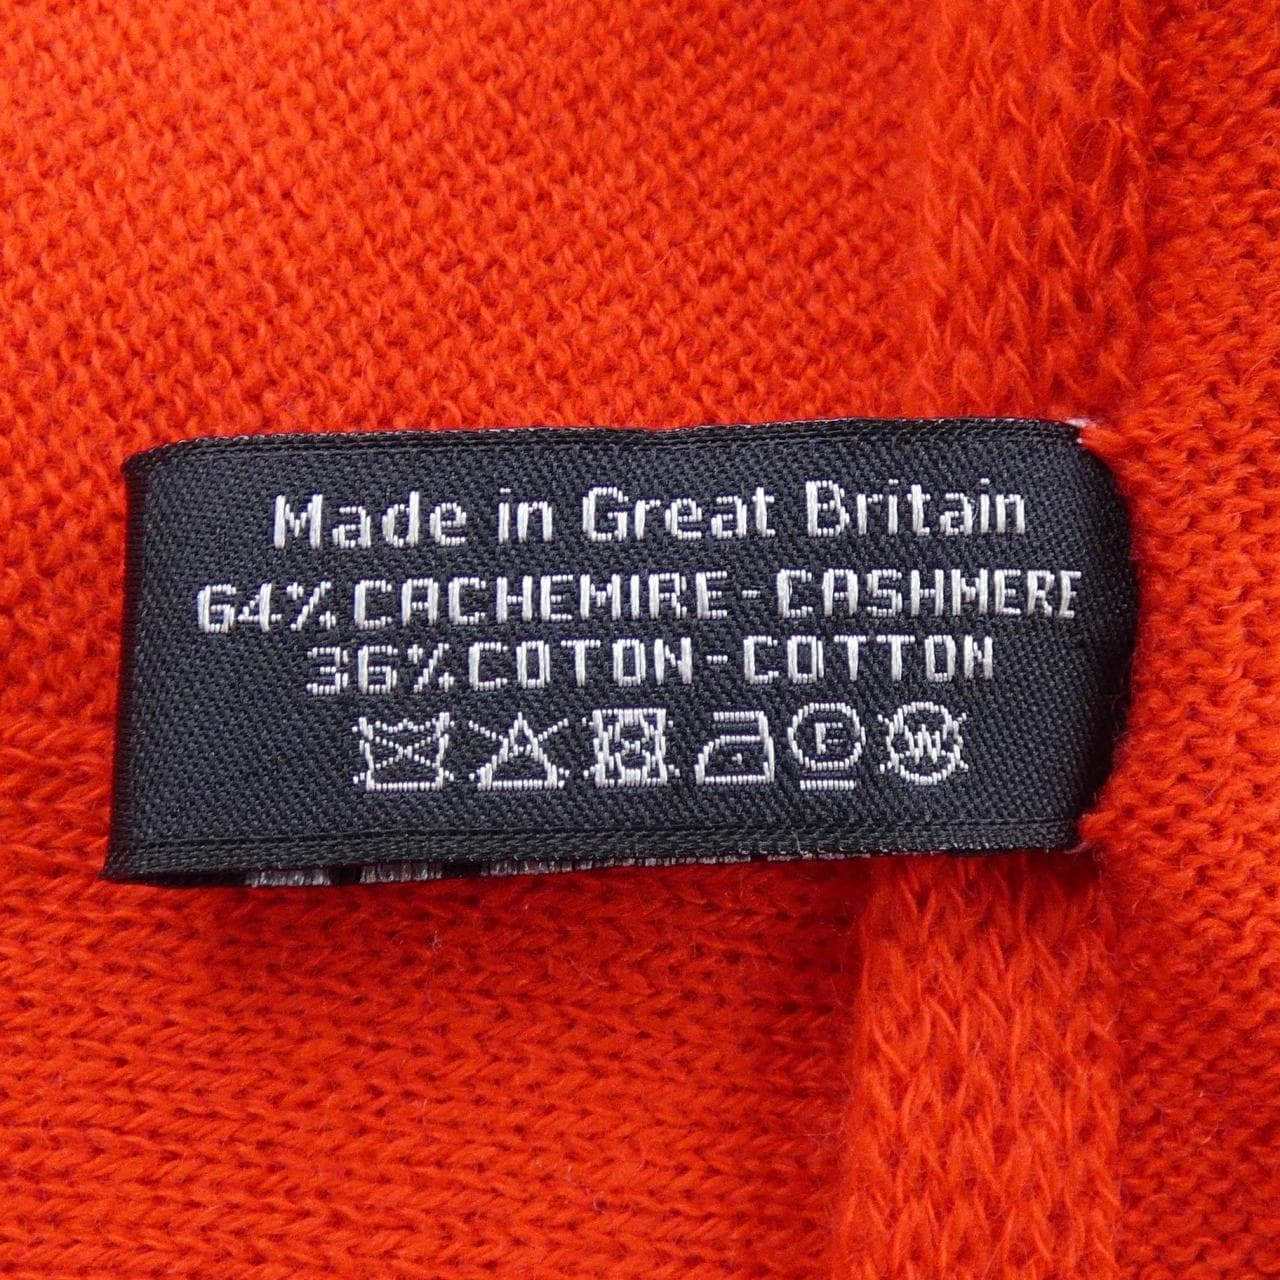 Made in Great Britain
64% CACHEMIRE - CASHMERE
36% COTON - COTTON
F W